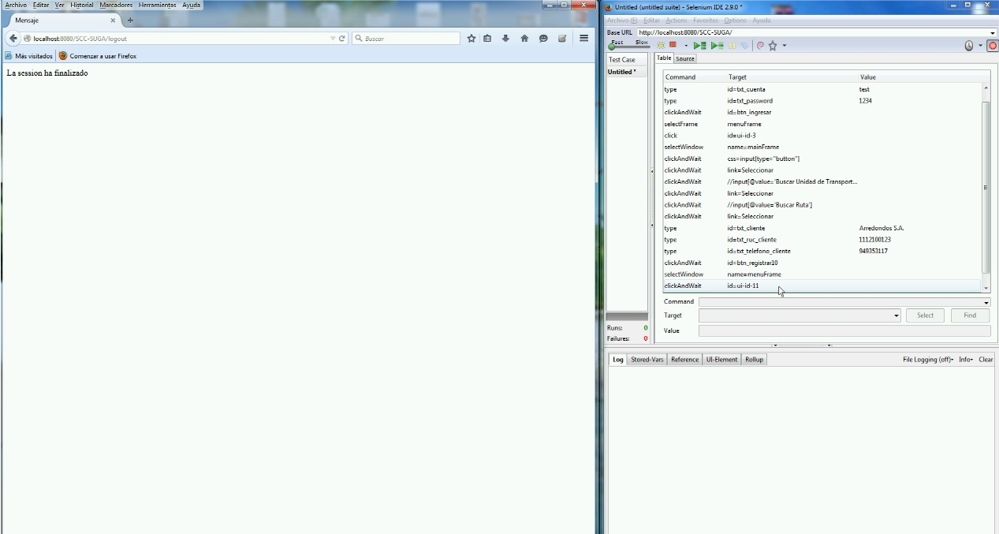 Archivo Editar Ver Historial Marcadores Herramientas Ayuda
Mensaje
localhost:8080/SCC-SUGA/logout
Buscar
Más visitados Comenzar a usar Firefox
La session ha finalizado
Untitled (untitled suite) - Selenium IDE 2.9.0 *
Archivo (F) Editar Actions Favorites Options Ayuda
Base URL http://localhost:8080/SCC-SUGA/
Fast Slow
Test Case
Untitled *
Table Source
Command Target Value
type id=txt_cuenta test
type id=txt_password 1234
clickAndWait id=btn_ingresar
selectFrame menuFrame
click id=ui-id-3
selectWindow name=mainFrame
clickAndWait css=input[type="button"]
clickAndWait link=Seleccionar
clickAndWait //input[@value='Buscar Unidad de Transport...
clickAndWait link=Seleccionar
clickAndWait //input[@value='Buscar Ruta']
clickAndWait link=Seleccionar
type id=txt_cliente Arredondos S.A.
type id=txt_ruc_cliente 1112100123
type id=txt_telefono_cliente 949353117
clickAndWait id=btn_registrar10
selectWindow name=menuFrame
clickAndWait id=ui-id-11
Command
Target Select Find
Value
Runs: 0
Failures: 0
Log Stored-Vars Reference UI-Element Rollup File Logging (off) Info Clear